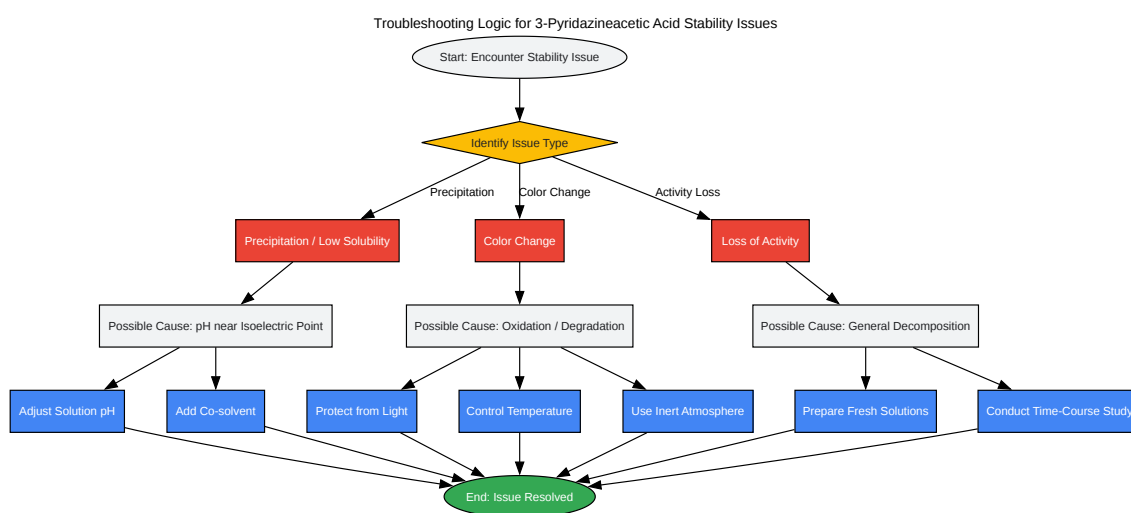 Troubleshooting Logic for 3-Pyridazineacetic Acid Stability Issues
Start: Encounter Stability Issue
Identify Issue Type
Precipitation
Color Change
Activity Loss
Precipitation / Low Solubility
Color Change
Loss of Activity
Possible Cause: pH near Isoelectric Point
Possible Cause: Oxidation / Degradation
Possible Cause: General Decomposition
Adjust Solution pH
Add Co-solvent
Protect from Light
Control Temperature
Use Inert Atmosphere
Prepare Fresh Solutions
Conduct Time-Course Study
End: Issue Resolved